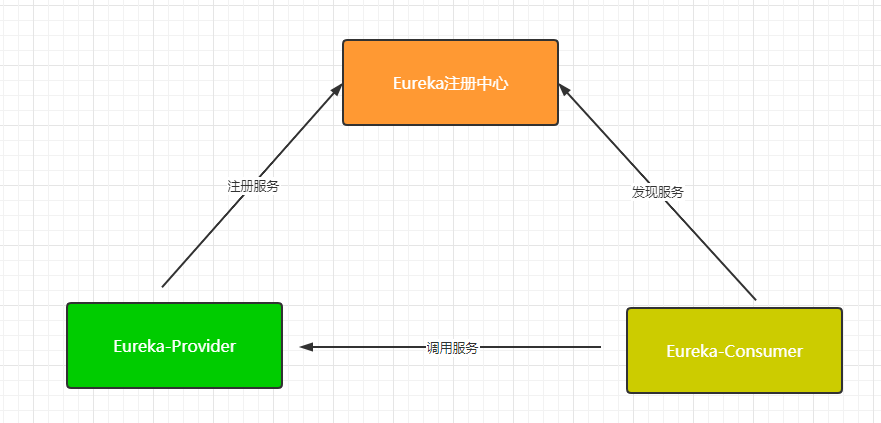 Eureka注册中心
注册服务
发现服务
Eureka-Provider
调用服务
Eureka-Consumer